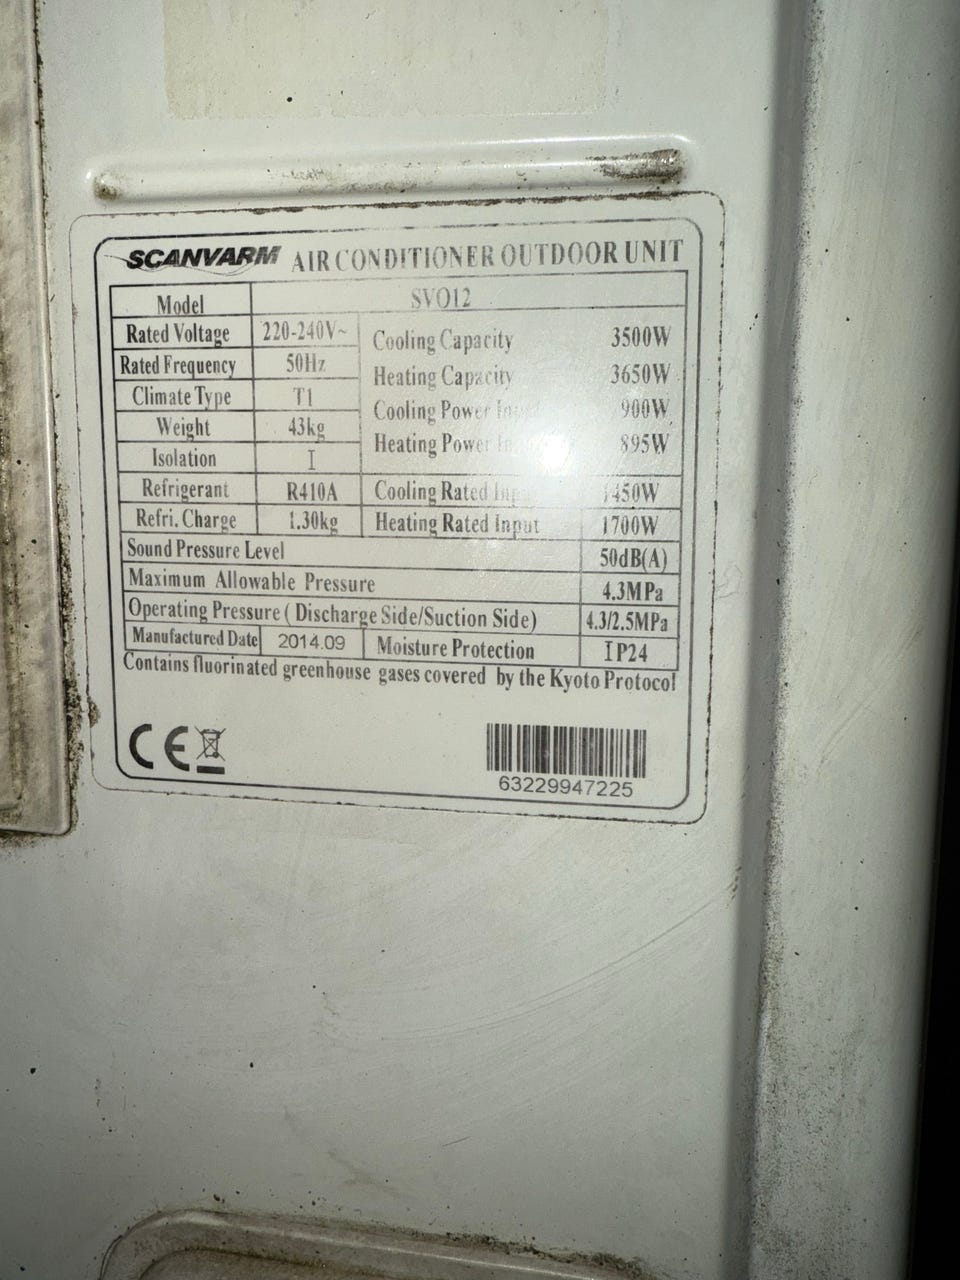 SCANVARM AIR CONDITIONER OUTDOOR UNIT
Model SVO12
Rated Voltage 220-240V~ Cooling Capacity 3500W
Rated Frequency 50Hz Heating Capacity 3650W
Climate Type T1 Cooling Power 900W
Weight 43kg Heating Power 895W
Isolation I
Refrigerant R410A Cooling Rated 1450W
Refri. Charge 1.30kg Heating Rated Input 1700W
Sound Pressure Level 50dB(A)
Maximum Allowable Pressure 4.3MPa
Operating Pressure ( Discharge Side/Suction Side) 4.3/2.5MPa
Manufactured Date 2014.09 Moisture Protection IP24
Contains fluorinated greenhouse gases covered by the Kyoto Protocol
CE
63229947225